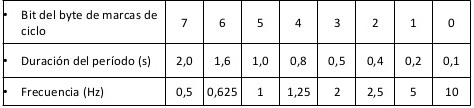 • Bit del byte de marcas de ciclo 7 6 5 4 3 2 1 0
• Duración del período (s) 2,0 1,6 1,0 0,8 0,5 0,4 0,2 0,1
• Frecuencia (Hz) 0,5 0,625 1 1,25 2 2,5 5 10